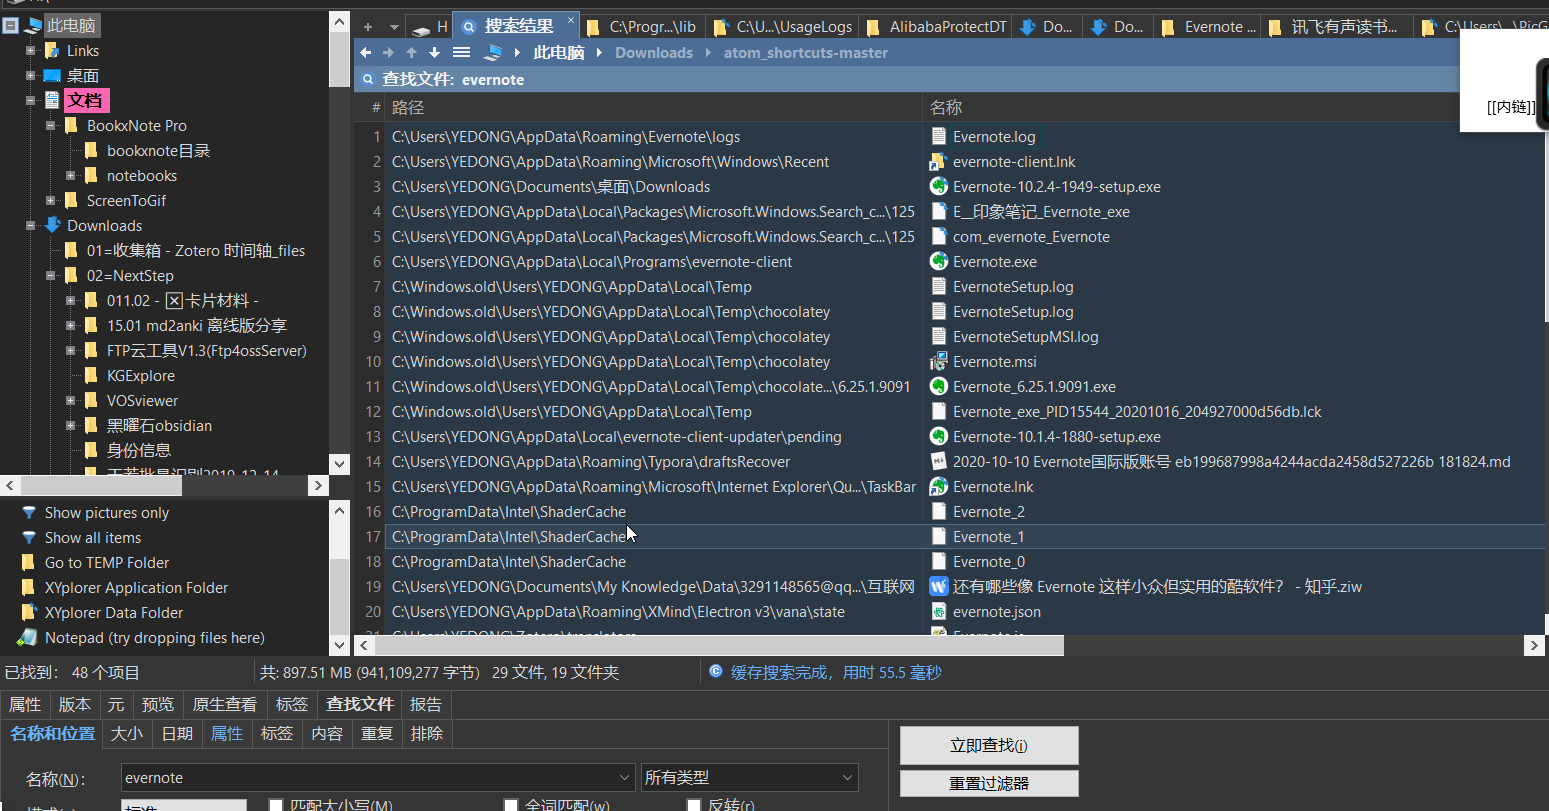 此电脑
Links
桌面
文档
BookxNote Pro
bookxnote目录
notebooks
ScreenToGif
Downloads
01=收集箱 - Zotero 时间轴_files
02=NextStep
011.02 - 卡片材料 -
15.01 md2anki 离线版分享
FTP云工具V1.3(Ftp4ossServer)
KGExplore
VOSviewer
黑曜石obsidian
身份信息
Show pictures only
Show all items
Go to TEMP Folder
XYplorer Application Folder
XYplorer Data Folder
Notepad (try dropping files here)
+ H 搜索结果 × C:\Progr...\lib C:\U...\UsageLogs AlibabaProtectDT Do... Do... Evernote 讯飞有声读书... C:\Users\...\PicG
此电脑 Downloads atom_shortcuts-master
查找文件: evernote
[[内链]]
# 路径 名称
1 C:\Users\YEDONG\AppData\Roaming\Evernote\logs Evernote.log
2 C:\Users\YEDONG\AppData\Roaming\Microsoft\Windows\Recent evernote-client.lnk
3 C:\Users\YEDONG\Documents\桌面\Downloads Evernote-10.2.4-1949-setup.exe
4 C:\Users\YEDONG\AppData\Local\Packages\Microsoft.Windows.Search_c...\125 E__印象笔记_Evernote_exe
5 C:\Users\YEDONG\AppData\Local\Packages\Microsoft.Windows.Search_c...\125 com_evernote_Evernote
6 C:\Users\YEDONG\AppData\Local\Programs\evernote-client Evernote.exe
7 C:\Windows.old\Users\YEDONG\AppData\Local\Temp EvernoteSetup.log
8 C:\Windows.old\Users\YEDONG\AppData\Local\Temp\chocolatey EvernoteSetup.log
9 C:\Windows.old\Users\YEDONG\AppData\Local\Temp\chocolatey EvernoteSetupMSI.log
10 C:\Windows.old\Users\YEDONG\AppData\Local\Temp\chocolatey Evernote.msi
11 C:\Windows.old\Users\YEDONG\AppData\Local\Temp\chocolate...\6.25.1.9091 Evernote_6.25.1.9091.exe
12 C:\Windows.old\Users\YEDONG\AppData\Local\Temp Evernote_exe_PID15544_20201016_204927000d56db.lck
13 C:\Users\YEDONG\AppData\Local\evernote-client-updater\pending Evernote-10.1.4-1880-setup.exe
14 C:\Users\YEDONG\AppData\Roaming\Typora\draftsRecover 2020-10-10 Evernote国际版账号 eb199687998a4244acda2458d527226b 181824.md
15 C:\Users\YEDONG\AppData\Roaming\Microsoft\Internet Explorer\Qu...\TaskBar Evernote.lnk
16 C:\ProgramData\Intel\ShaderCache Evernote_2
17 C:\ProgramData\Intel\ShaderCache Evernote_1
18 C:\ProgramData\Intel\ShaderCache Evernote_0
19 C:\Users\YEDONG\Documents\My Knowledge\Data\3291148565@qq...\互联网 还有哪些像 Evernote 这样小众但实用的酷软件？ - 知乎.ziw
20 C:\Users\YEDONG\AppData\Roaming\XMind\Electron v3\vana\state evernote.json
已找到: 48 个项目 共: 897.51 MB (941,109,277 字节) 29 文件, 19 文件夹 缓存搜索完成，用时 55.5 毫秒
属性 版本 元 预览 原生查看 标签 查找文件 报告
名称和位置 大小 日期 属性 标签 内容 重复 排除
立即查找(i)
名称(N): evernote 所有类型
重置过滤器
标准 匹配大小写(M) 全词匹配(w) 反转(r)